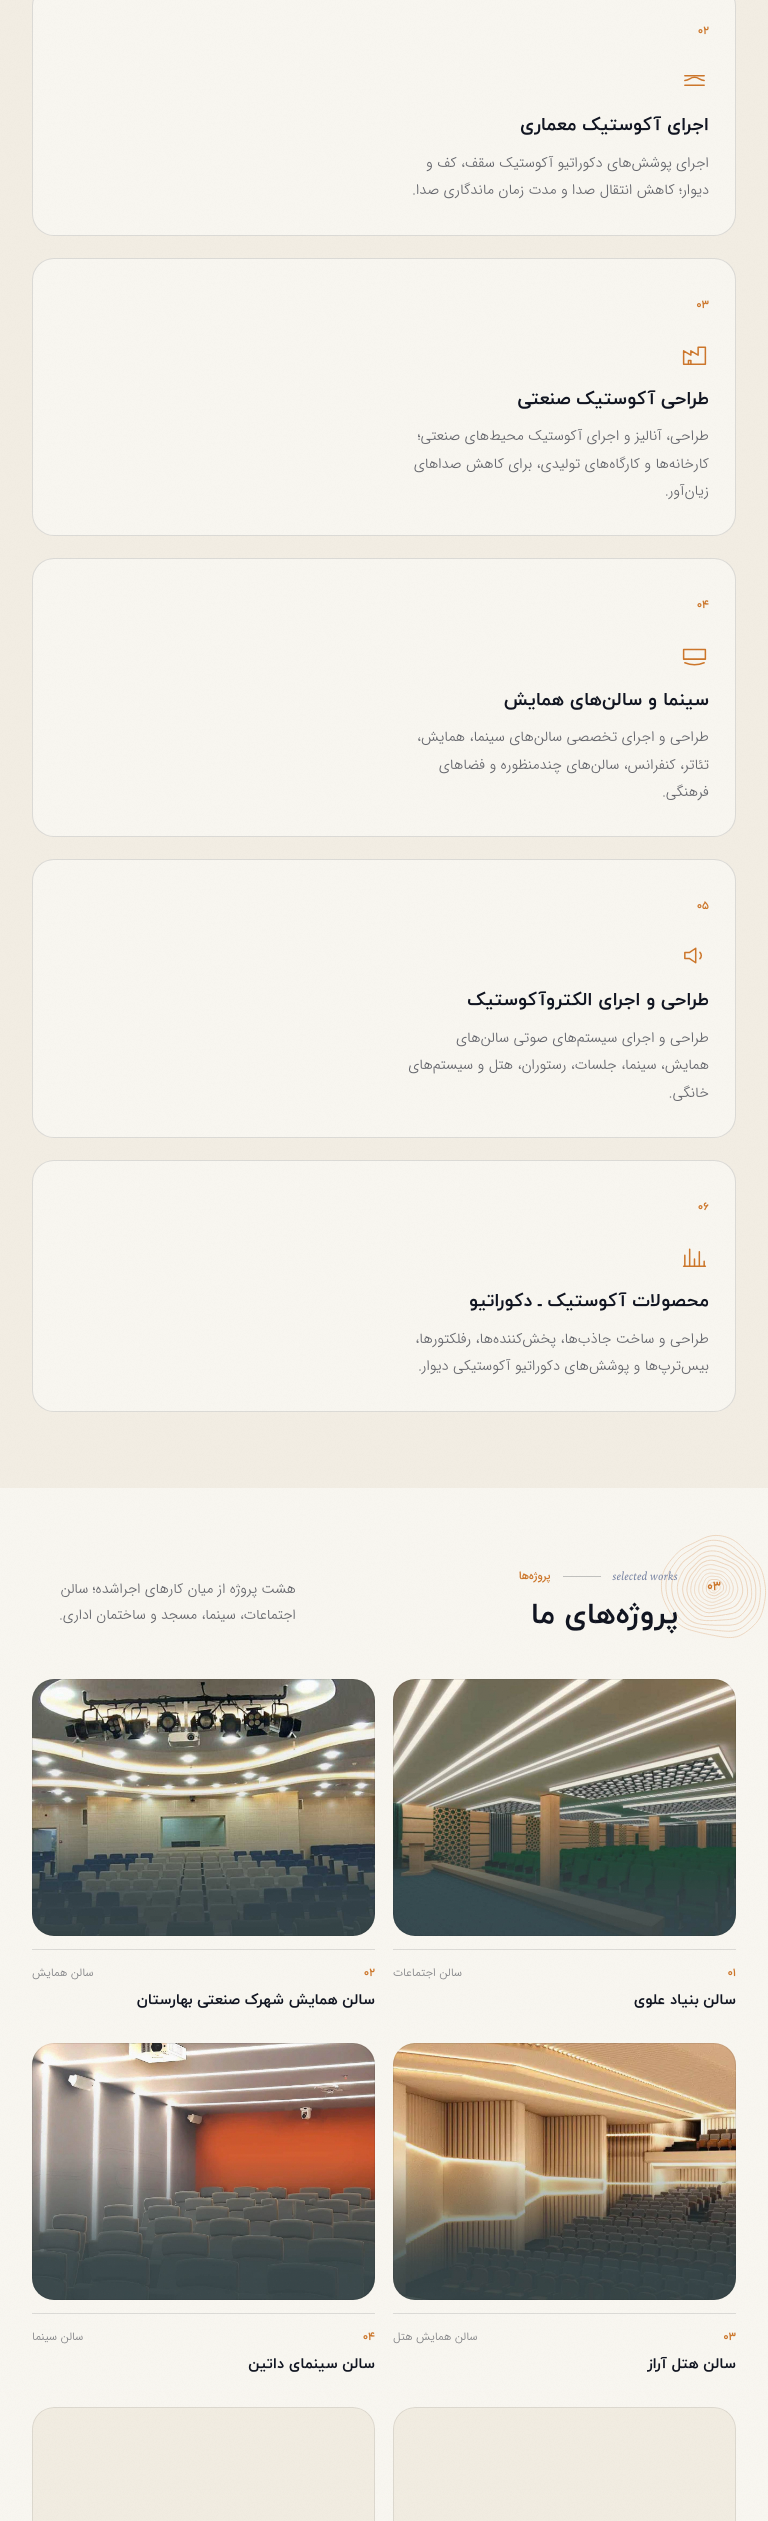 ۰۲
اجرای آکوستیک معماری
اجرای پوشش‌های دکوراتیو آکوستیک سقف، کف و
دیوار؛ کاهش انتقال صدا و مدت زمان ماندگاری صدا.
۰۳
طراحی آکوستیک صنعتی
طراحی، آنالیز و اجرای آکوستیک محیط‌های صنعتی؛
کارخانه‌ها و کارگاه‌های تولیدی، برای کاهش صداهای
زیان‌آور.
۰۴
سینما و سالن‌های همایش
طراحی و اجرای تخصصی سالن‌های سینما، همایش،
تئاتر، کنفرانس، سالن‌های چندمنظوره و فضاهای
فرهنگی.
۰۵
طراحی و اجرای الکتروآکوستیک
طراحی و اجرای سیستم‌های صوتی سالن‌های
همایش، سینما، جلسات، رستوران، هتل و سیستم‌های
خانگی.
۰۶
محصولات آکوستیک ـ دکوراتیو
طراحی و ساخت جاذب‌ها، پخش‌کننده‌ها، رفلکتورها،
بیس‌ترپ‌ها و پوشش‌های دکوراتیو آکوستیکی دیوار.
۰۳
selected works
پروژه‌ها
پروژه‌های ما
هشت پروژه از میان کارهای اجراشده؛ سالن
اجتماعات، سینما، مسجد و ساختمان اداری.
۰۱
سالن اجتماعات
سالن بنیاد علوی
۰۲
سالن همایش
سالن همایش شهرک صنعتی بهارستان
۰۳
سالن همایش هتل
سالن هتل آراز
۰۴
سالن سینما
سالن سینمای داتین